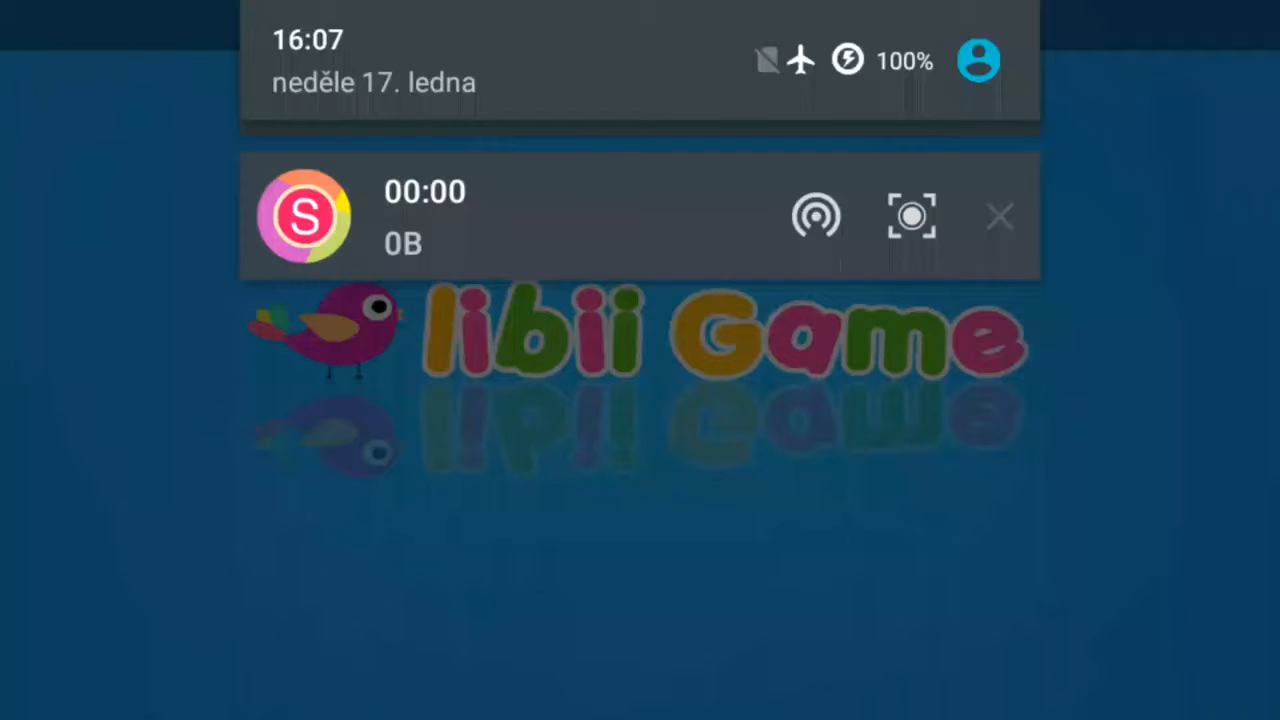 16:07
neděle 17. ledna
100%
S
00:00
0B
libii Game